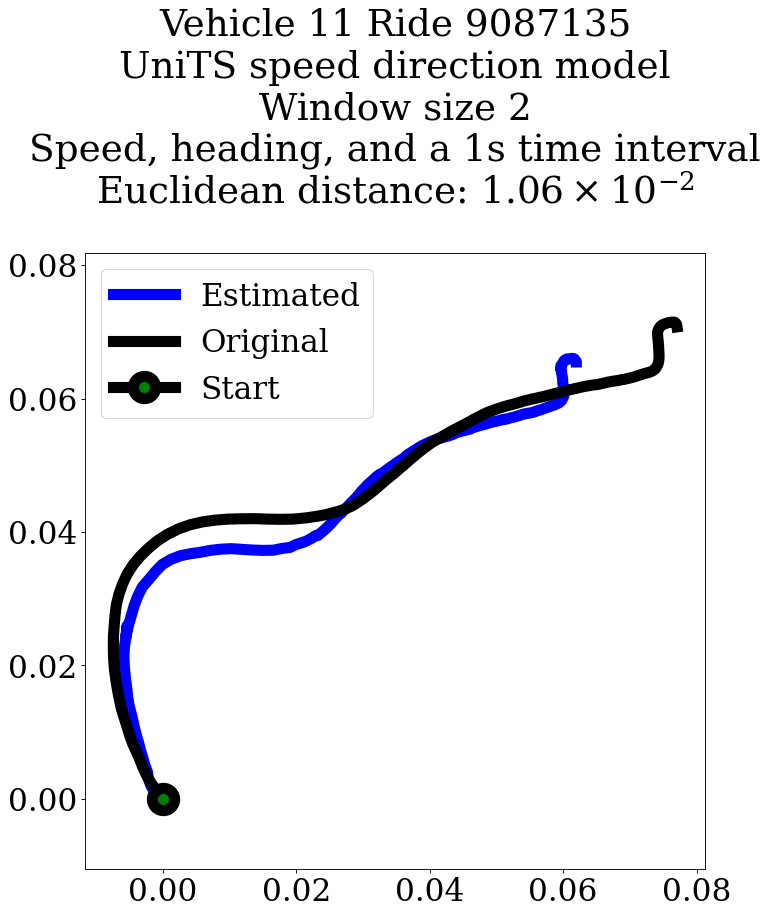 Vehicle 11 Ride 9087135
UniTS speed direction model
Window size 2
Speed, heading, and a 1s time interval
Euclidean distance: 1.06 × 10⁻²
Estimated
Original
Start
0.08
0.06
0.04
0.02
0.00
0.00 0.02 0.04 0.06 0.08